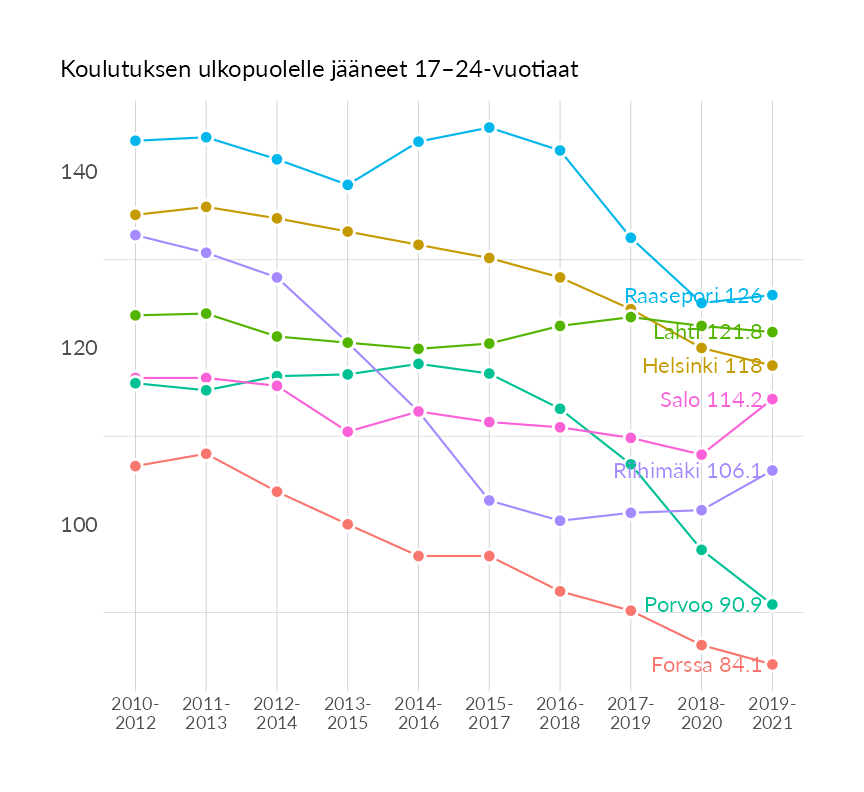 Koulutuksen ulkopuolelle jääneet 17–24-vuotiaat
140
120
100
Raasepori 126
Lahti 121.8
Helsinki 118
Salo 114.2
Riihimäki 106.1
Porvoo 90.9
Forssa 84.1
2010- 2011- 2012- 2013- 2014- 2015- 2016- 2017- 2018- 2019-
2012 2013 2014 2015 2016 2017 2018 2019 2020 2021